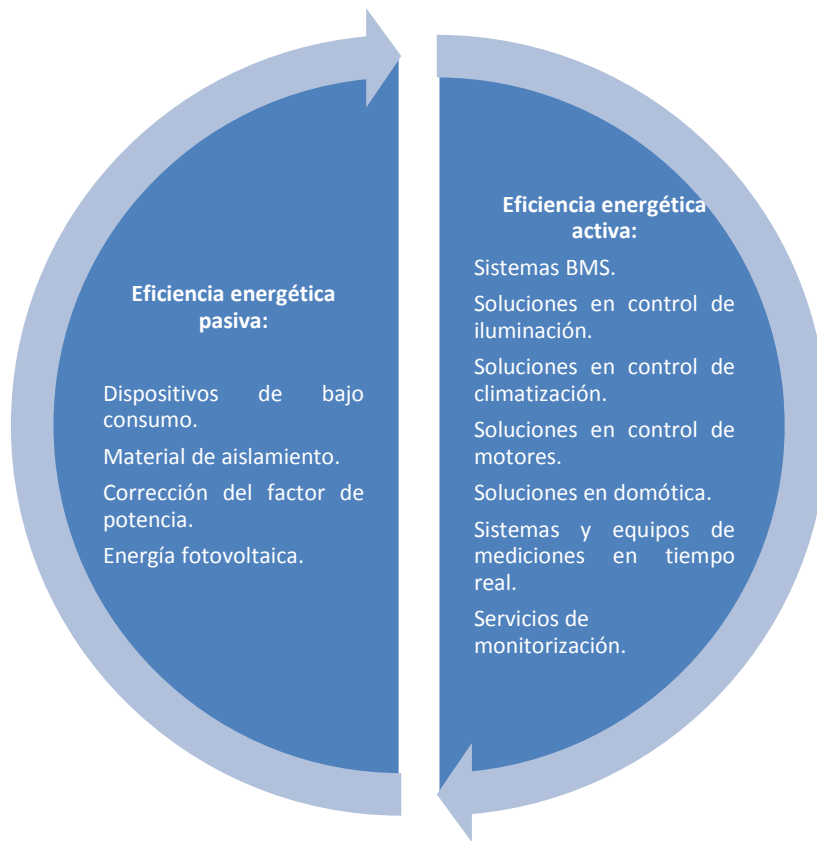 Eficiencia energética
pasiva:
Dispositivos de bajo
consumo.
Material de aislamiento.
Corrección del factor de
potencia.
Energía fotovoltaica.
Eficiencia energética
activa:
Sistemas BMS.
Soluciones en control de
iluminación.
Soluciones en control de
climatización.
Soluciones en control de
motores.
Soluciones en domótica.
Sistemas y equipos de
mediciones en tiempo
real.
Servicios de
monitorización.